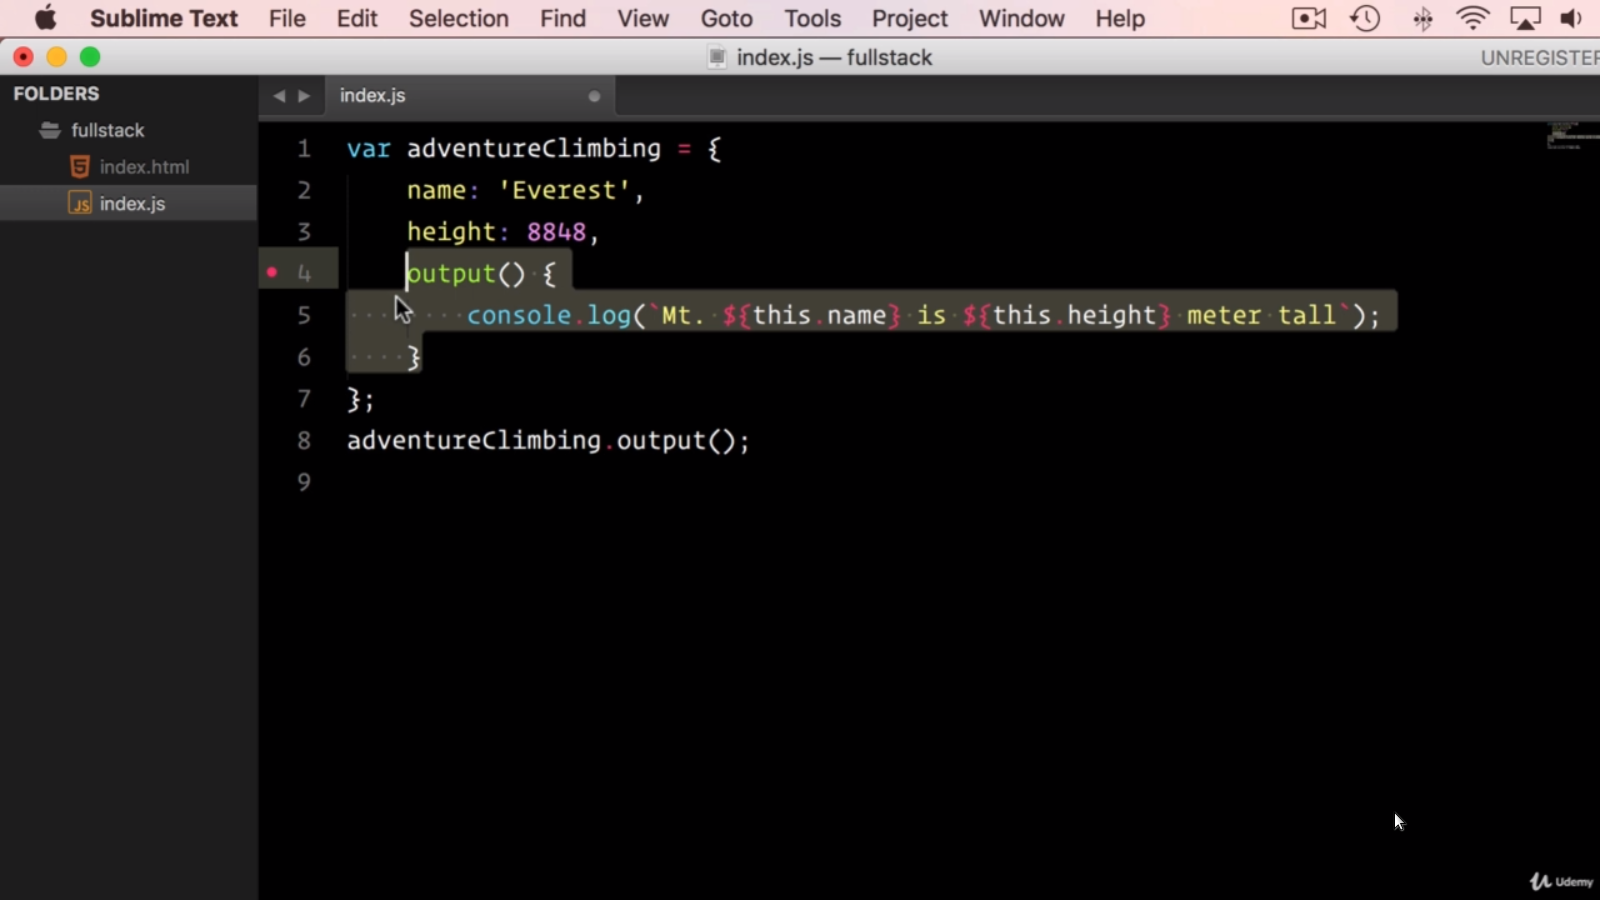 Sublime Text File Edit Selection Find View Goto Tools Project Window Help
index.js — fullstack
UNREGISTER
FOLDERS
fullstack
index.html
index.js
index.js
1 var adventureClimbing = {
2 name: 'Everest',
3 height: 8848,
4 output() {
5 console.log(`Mt. ${this.name} is ${this.height} meter tall`);
6 }
7 };
8 adventureClimbing.output();
9
Udemy